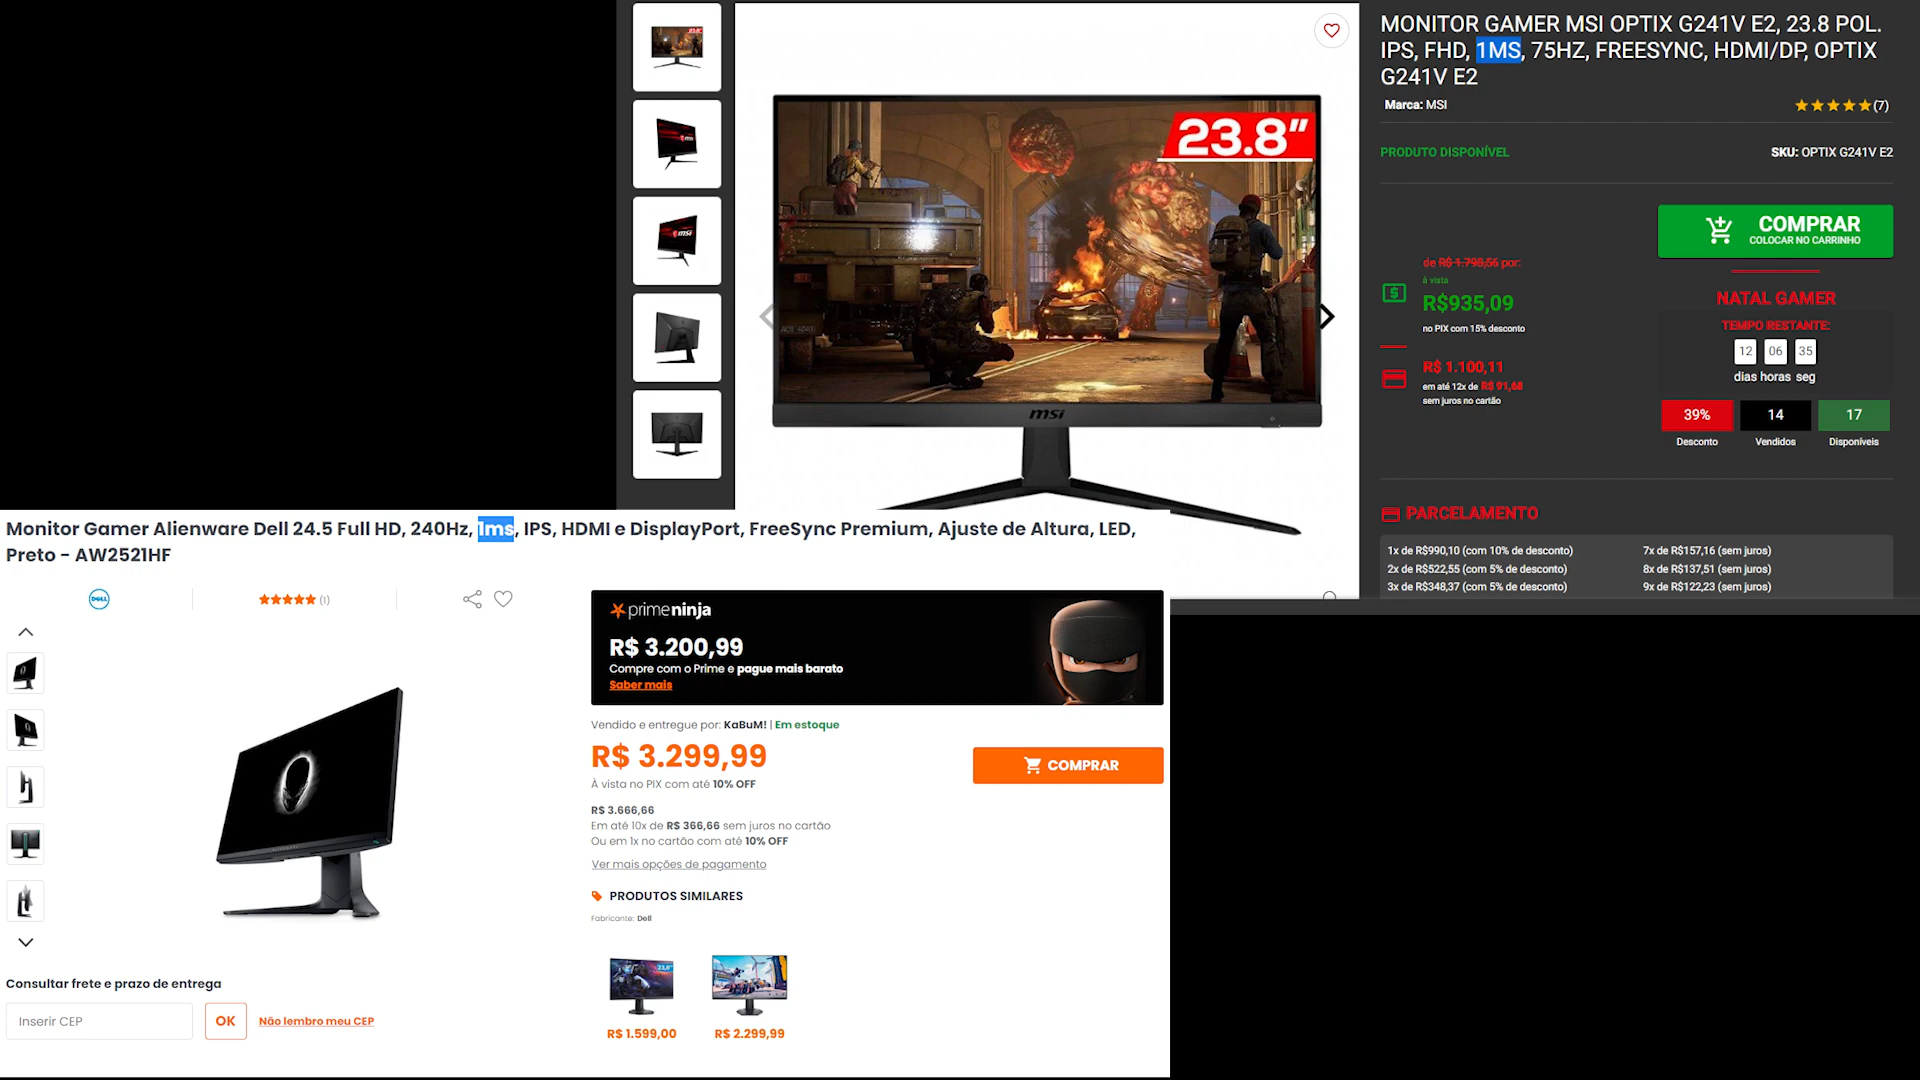 MONITOR GAMER MSI OPTIX G241V E2, 23.8 POL.
IPS, FHD, 1MS, 75HZ, FREESYNC, HDMI/DP, OPTIX
G241V E2
Marca: MSI
(7)
PRODUTO DISPONÍVEL
SKU: OPTIX G241V E2
COMPRAR
COLOCAR NO CARRINHO
de R$ 1.798,56 por:
à vista
R$935,09
no PIX com 15% desconto
R$ 1.100,11
em até 12x de R$ 91,68
sem juros no cartão
NATAL GAMER
TEMPO RESTANTE:
12 06 35
dias horas seg
39% 14 17
Desconto Vendidos Disponíveis
PARCELAMENTO
1x de R$990,10 (com 10% de desconto)
2x de R$522,55 (com 5% de desconto)
3x de R$348,37 (com 5% de desconto)
7x de R$157,16 (sem juros)
8x de R$137,51 (sem juros)
9x de R$122,23 (sem juros)
23.8"
msi
Monitor Gamer Alienware Dell 24.5 Full HD, 240Hz, 1ms, IPS, HDMI e DisplayPort, FreeSync Premium, Ajuste de Altura, LED,
Preto - AW2521HF
DELL
(1)
primeninja
R$ 3.200,99
Compre com o Prime e pague mais barato
Saber mais
Vendido e entregue por: KaBuM! | Em estoque
R$ 3.299,99
À vista no PIX com até 10% OFF
COMPRAR
R$ 3.666,66
Em até 10x de R$ 366,66 sem juros no cartão
Ou em 1x no cartão com até 10% OFF
Ver mais opções de pagamento
PRODUTOS SIMILARES
Fabricante: Dell
23,8"
R$ 1.599,00
R$ 2.299,99
Consultar frete e prazo de entrega
Inserir CEP
OK
Não lembro meu CEP